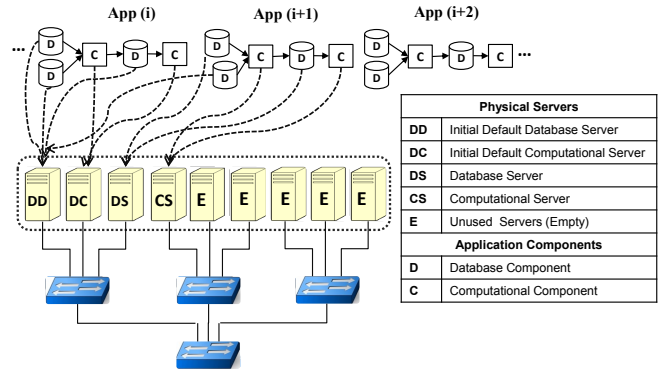 App (i) App (i+1) App (i+2)
... D C D C D C D C D C D C ...
D D D
Physical Servers
DD Initial Default Database Server
DC Initial Default Computational Server
DS Database Server
CS Computational Server
E Unused Servers (Empty)
Application Components
D Database Component
C Computational Component
DD DC DS CS E E E E E